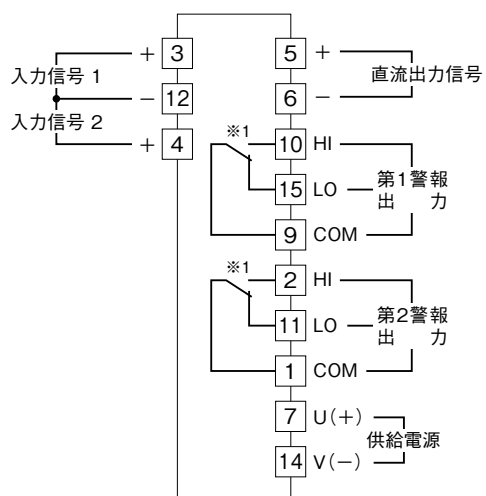 入力信号 1
入力信号 2
+ 3
− 12
+ 4
5 +
6 −
直流出力信号
※1
10 HI
15 LO
9 COM
第1警報
出 力
※1
2 HI
11 LO
1 COM
第2警報
出 力
7 U(+)
14 V(−)
供給電源